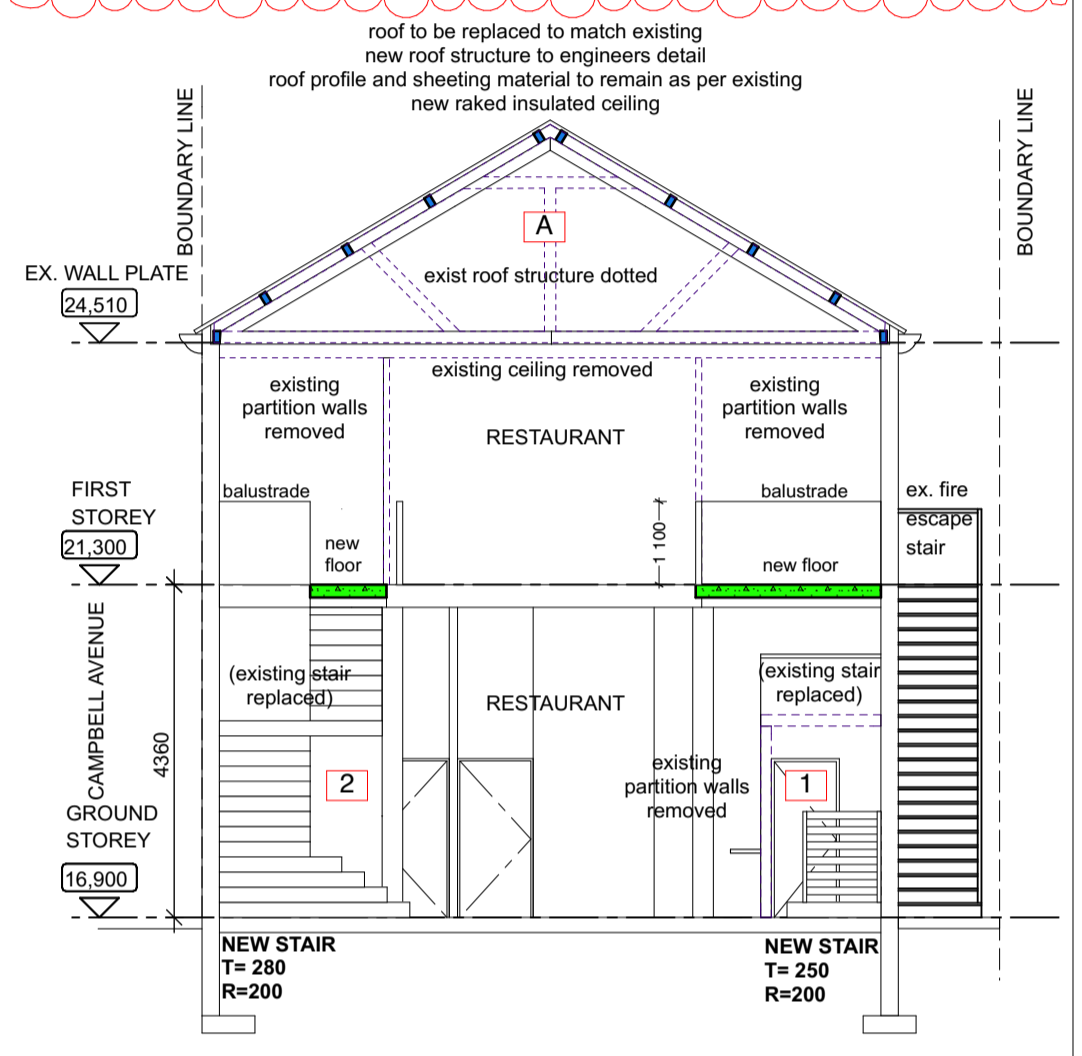 roof to be replaced to match existing
new roof structure to engineers detail
roof profile and sheeting material to remain as per existing
new raked insulated ceiling
BOUNDARY LINE
BOUNDARY LINE
A
EX. WALL PLATE
24,510
exist roof structure dotted
existing ceiling removed
existing
partition walls
removed
RESTAURANT
existing
partition walls
removed
FIRST
STOREY
21,300
balustrade
new
floor
1 100
balustrade
new floor
ex. fire
escape
stair
CAMPBELL AVENUE
4360
(existing stair
replaced)
RESTAURANT
(existing stair
replaced)
2
existing
partition walls
removed
1
GROUND
STOREY
16,900
NEW STAIR
T= 280
R=200
NEW STAIR
T= 250
R=200